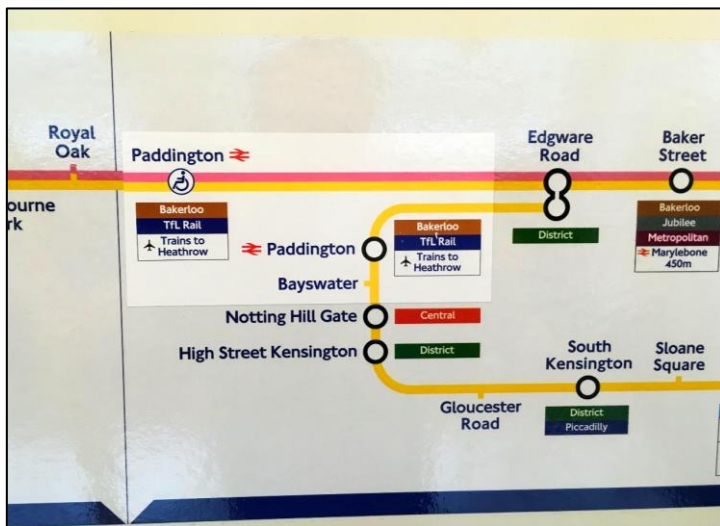 Royal
Oak
ourne
rk
Paddington
Bakerloo
TfL Rail
Trains to
Heathrow
Paddington
Bakerloo
TfL Rail
Trains to
Heathrow
Bayswater
Notting Hill Gate
Central
High Street Kensington
District
Edgware
Road
District
Baker
Street
Bakerloo
Jubilee
Metropolitan
Marylebone
450m
Gloucester
Road
South
Kensington
District
Piccadilly
Sloane
Square